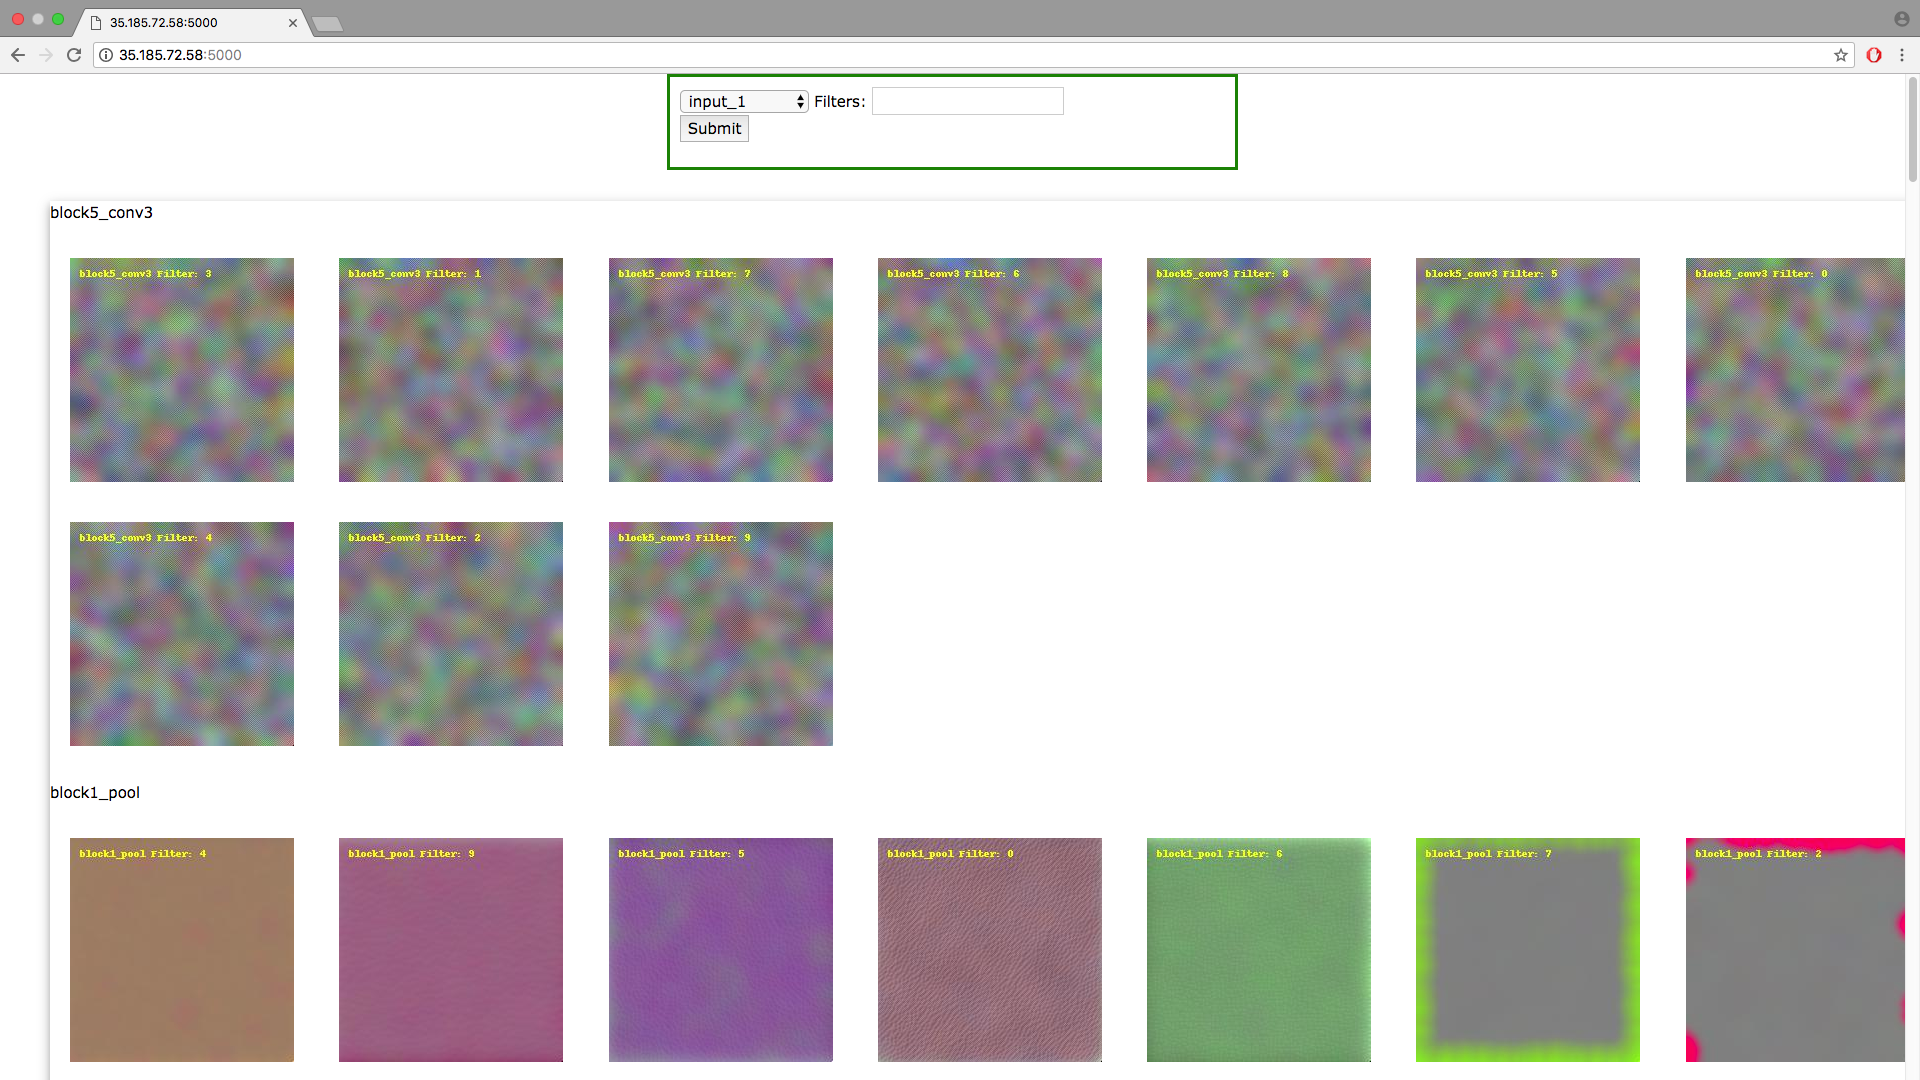 35.185.72.58:5000
35.185.72.58:5000
input_1 Filters:
Submit
block5_conv3
block5_conv3 Filter: 3
block5_conv3 Filter: 1
block5_conv3 Filter: 7
block5_conv3 Filter: 6
block5_conv3 Filter: 8
block5_conv3 Filter: 5
block5_conv3 Filter: 0
block5_conv3 Filter: 4
block5_conv3 Filter: 2
block5_conv3 Filter: 9
block1_pool
block1_pool Filter: 4
block1_pool Filter: 9
block1_pool Filter: 5
block1_pool Filter: 0
block1_pool Filter: 6
block1_pool Filter: 7
block1_pool Filter: 2